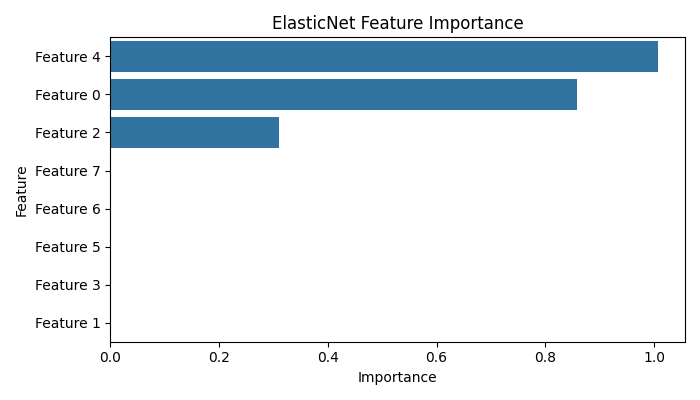 ElasticNet Feature Importance
Feature
Feature 4
Feature 0
Feature 2
Feature 7
Feature 6
Feature 5
Feature 3
Feature 1
0.0 0.2 0.4 0.6 0.8 1.0
Importance